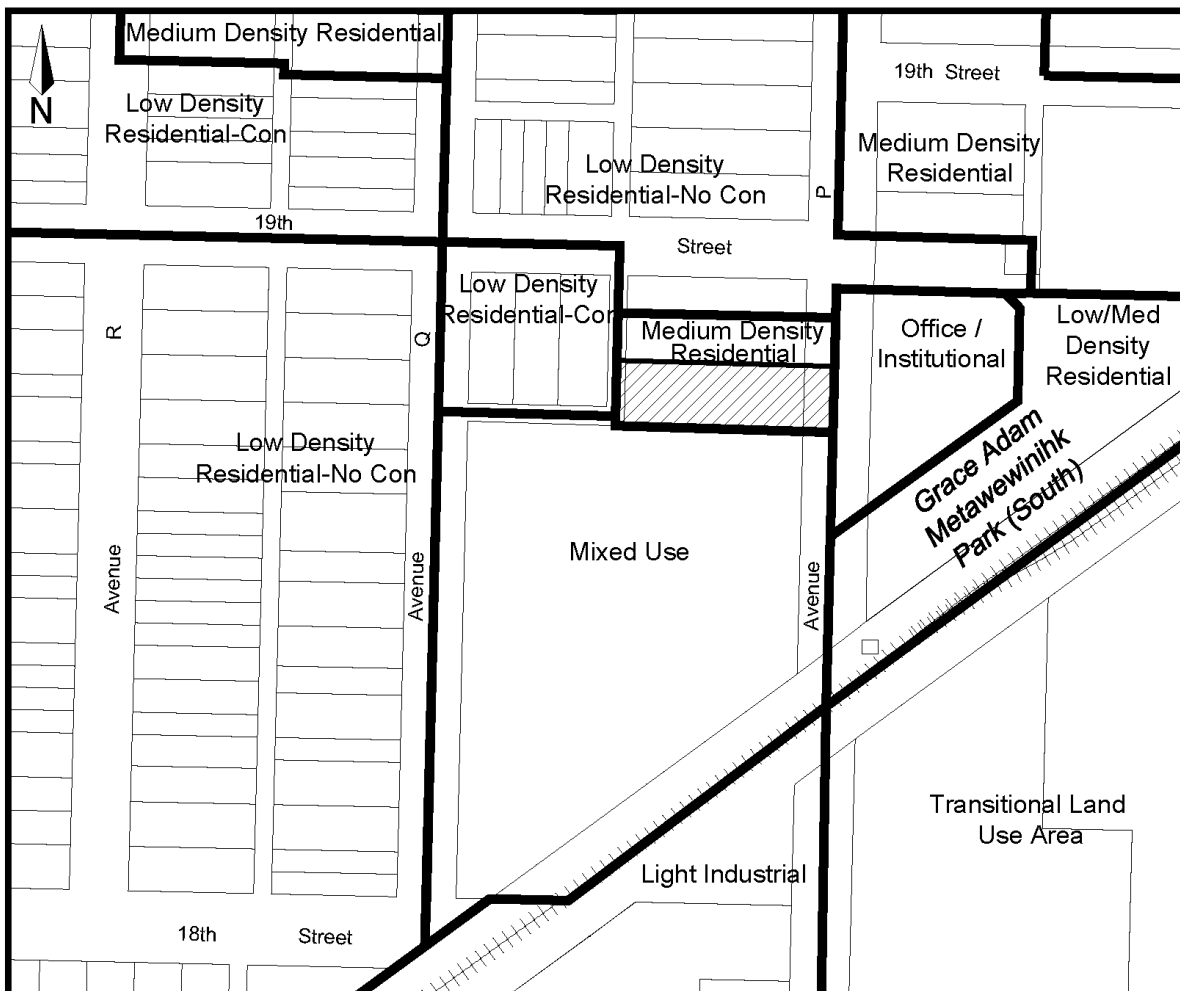 Medium Density Residential
19th Street
N
Low Density
Residential-Con
Medium Density
Residential
Low Density
Residential-No Con
P
19th
Street
Low Density
Residential-Con
R
Q
Medium Density
Residential
Office /
Institutional
Low/Med
Density
Residential
Low Density
Residential-No Con
Grace Adam
Metawewinihk
Park (South)
Mixed Use
Avenue
Avenue
Avenue
Transitional Land
Use Area
Light Industrial
18th
Street